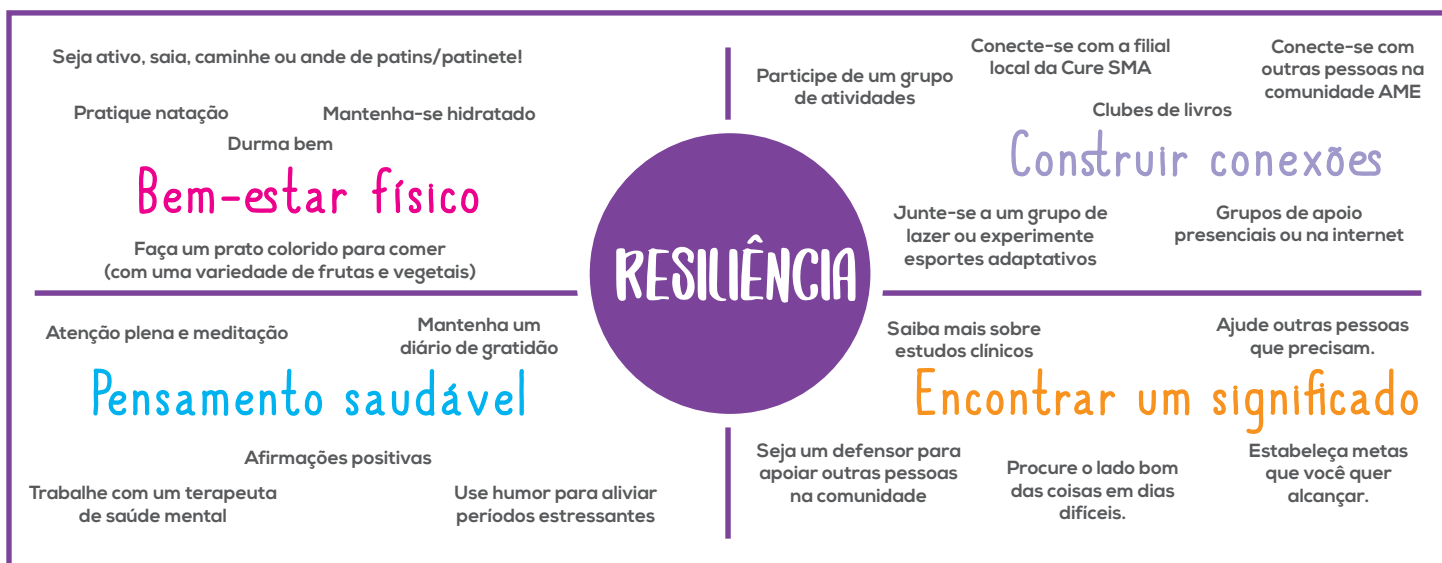 Seja ativo, saia, caminhe ou ande de patins/patinete!
Pratique natação
Mantenha-se hidratado
Durma bem
Bem-estar físico
Faça um prato colorido para comer
(com uma variedade de frutas e vegetais)
Participe de um grupo
de atividades
Conecte-se com a filial
local da Cure SMA
Conecte-se com
outras pessoas na
comunidade AME
Clubes de livros
Construir conexões
Junte-se a um grupo de
lazer ou experimente
esportes adaptativos
Grupos de apoio
presenciais ou na internet
RESILIÊNCIA
Atenção plena e meditação
Mantenha um
diário de gratidão
Pensamento saudável
Afirmações positivas
Trabalhe com um terapeuta
de saúde mental
Use humor para aliviar
períodos estressantes
Saiba mais sobre
estudos clínicos
Ajude outras pessoas
que precisam.
Encontrar um significado
Seja um defensor para
apoiar outras pessoas
na comunidade
Procure o lado bom
das coisas em dias
difíceis.
Estabeleça metas
que você quer
alcançar.